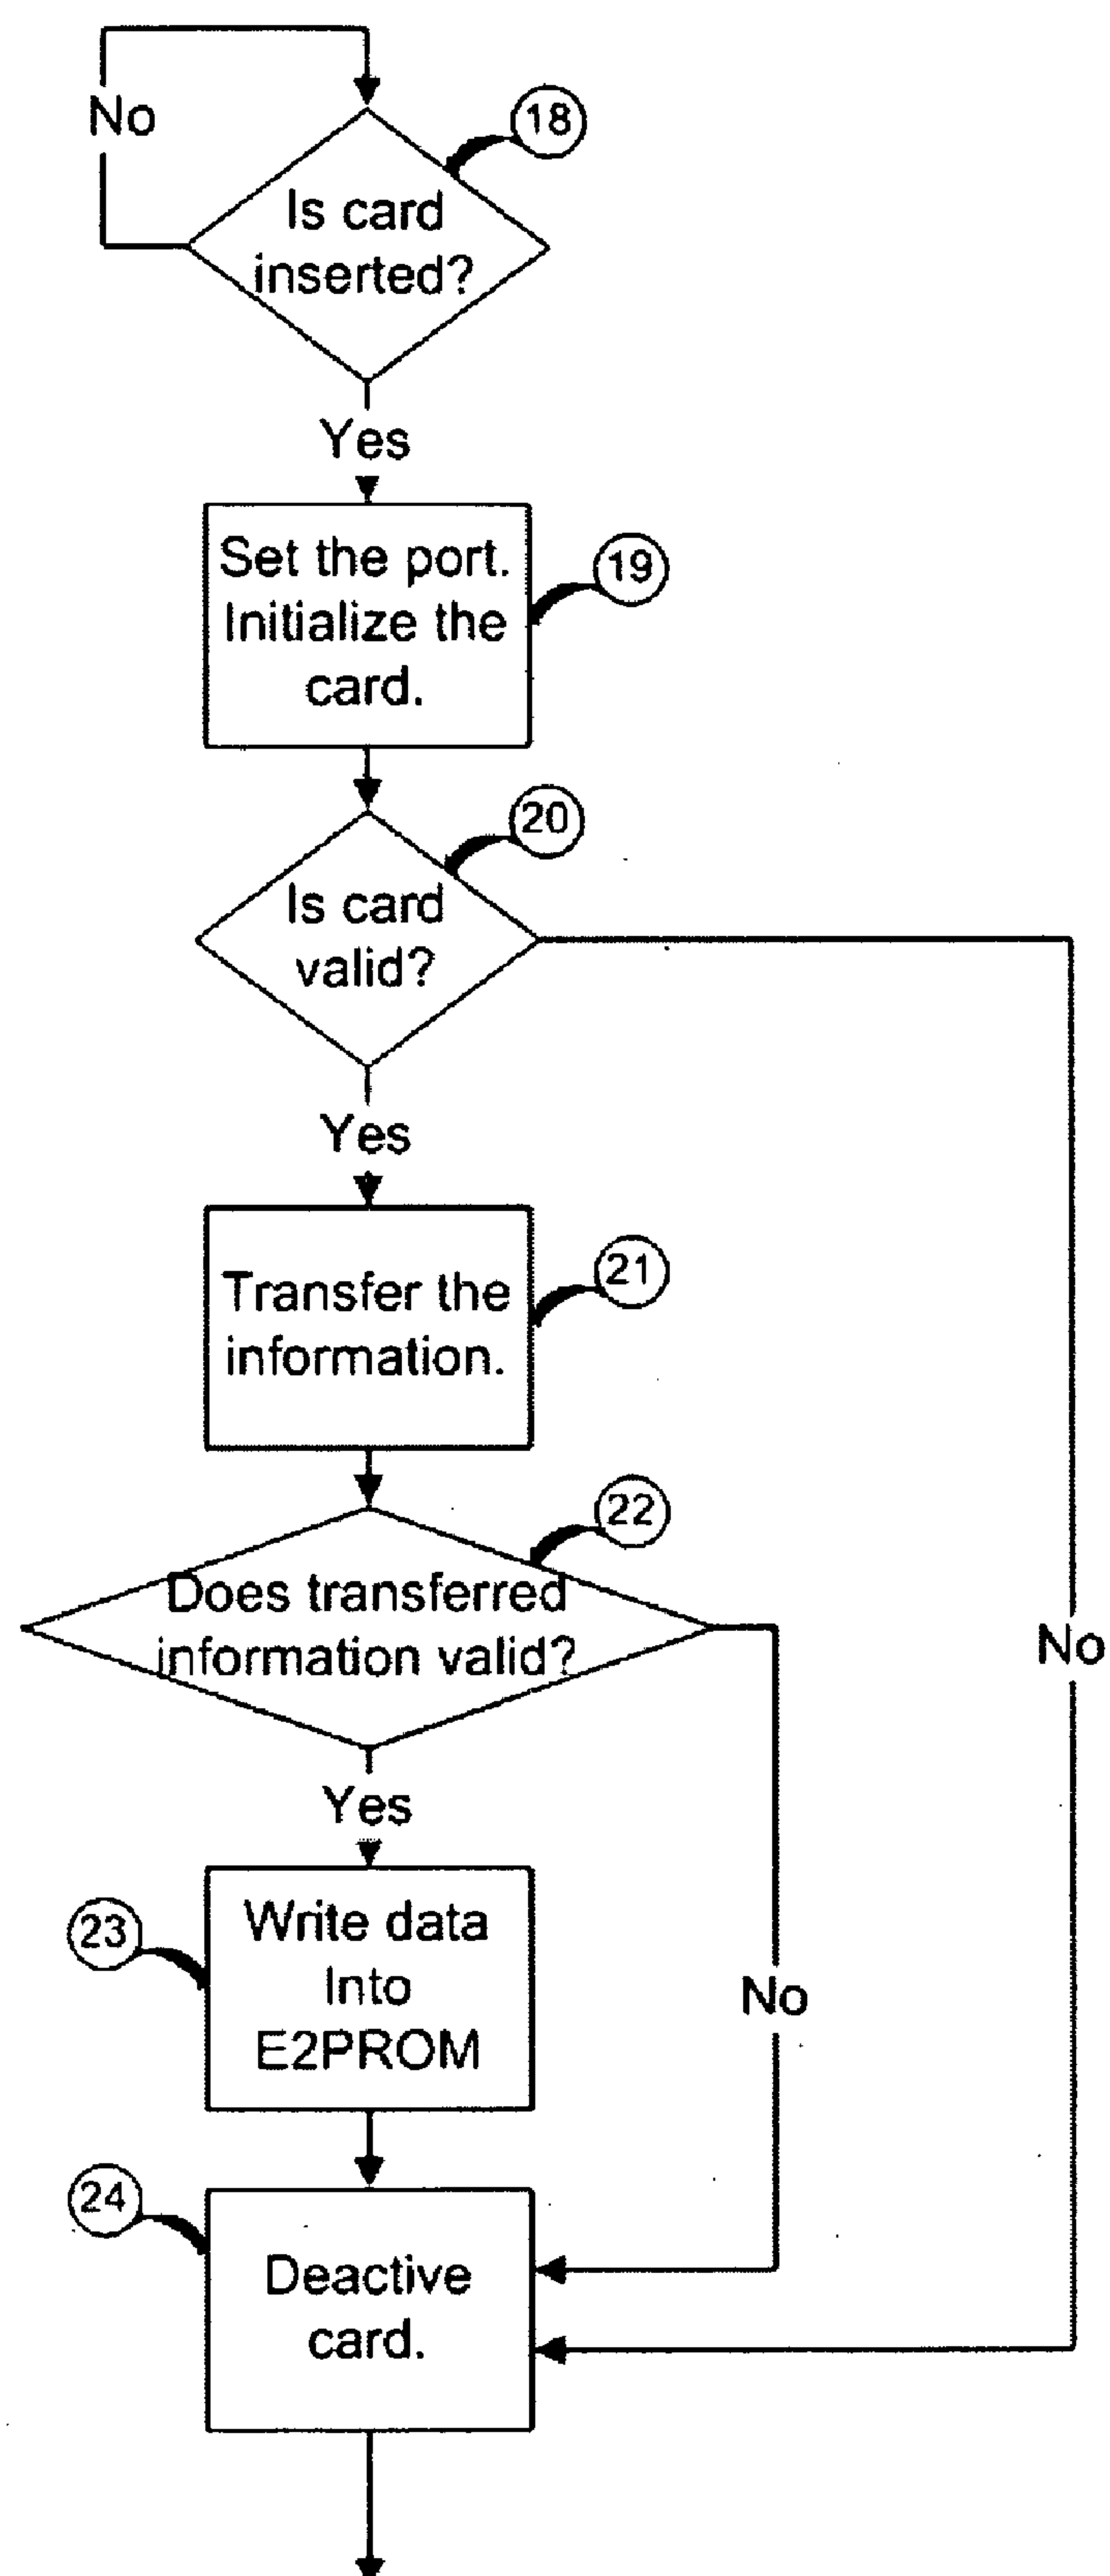 No
18
Is card
inserted?
Yes
Set the port.
Initialize the
card.
19
20
Is card
valid?
Yes
Transfer the
information.
21
22
Does transferred
information valid?
No
Yes
23
Write data
Into
E2PROM
No
24
Deactive
card.